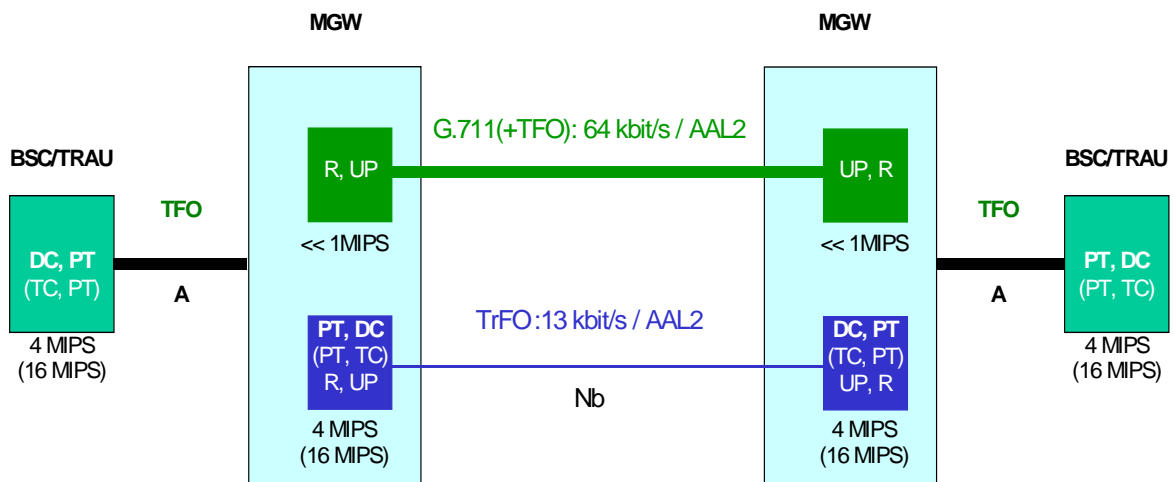 MGW
MGW
G.711(+TFO): 64 kbit/s / AAL2
BSC/TRAU
BSC/TRAU
R, UP
UP, R
TFO
TFO
<< 1MIPS
<< 1MIPS
DC, PT
(TC, PT)
PT, DC
(PT, TC)
A
A
TrFO :13 kbit/s / AAL2
PT, DC
(PT, TC)
R, UP
DC, PT
(TC, PT)
UP, R
4 MIPS
(16 MIPS)
4 MIPS
(16 MIPS)
Nb
4 MIPS
(16 MIPS)
4 MIPS
(16 MIPS)